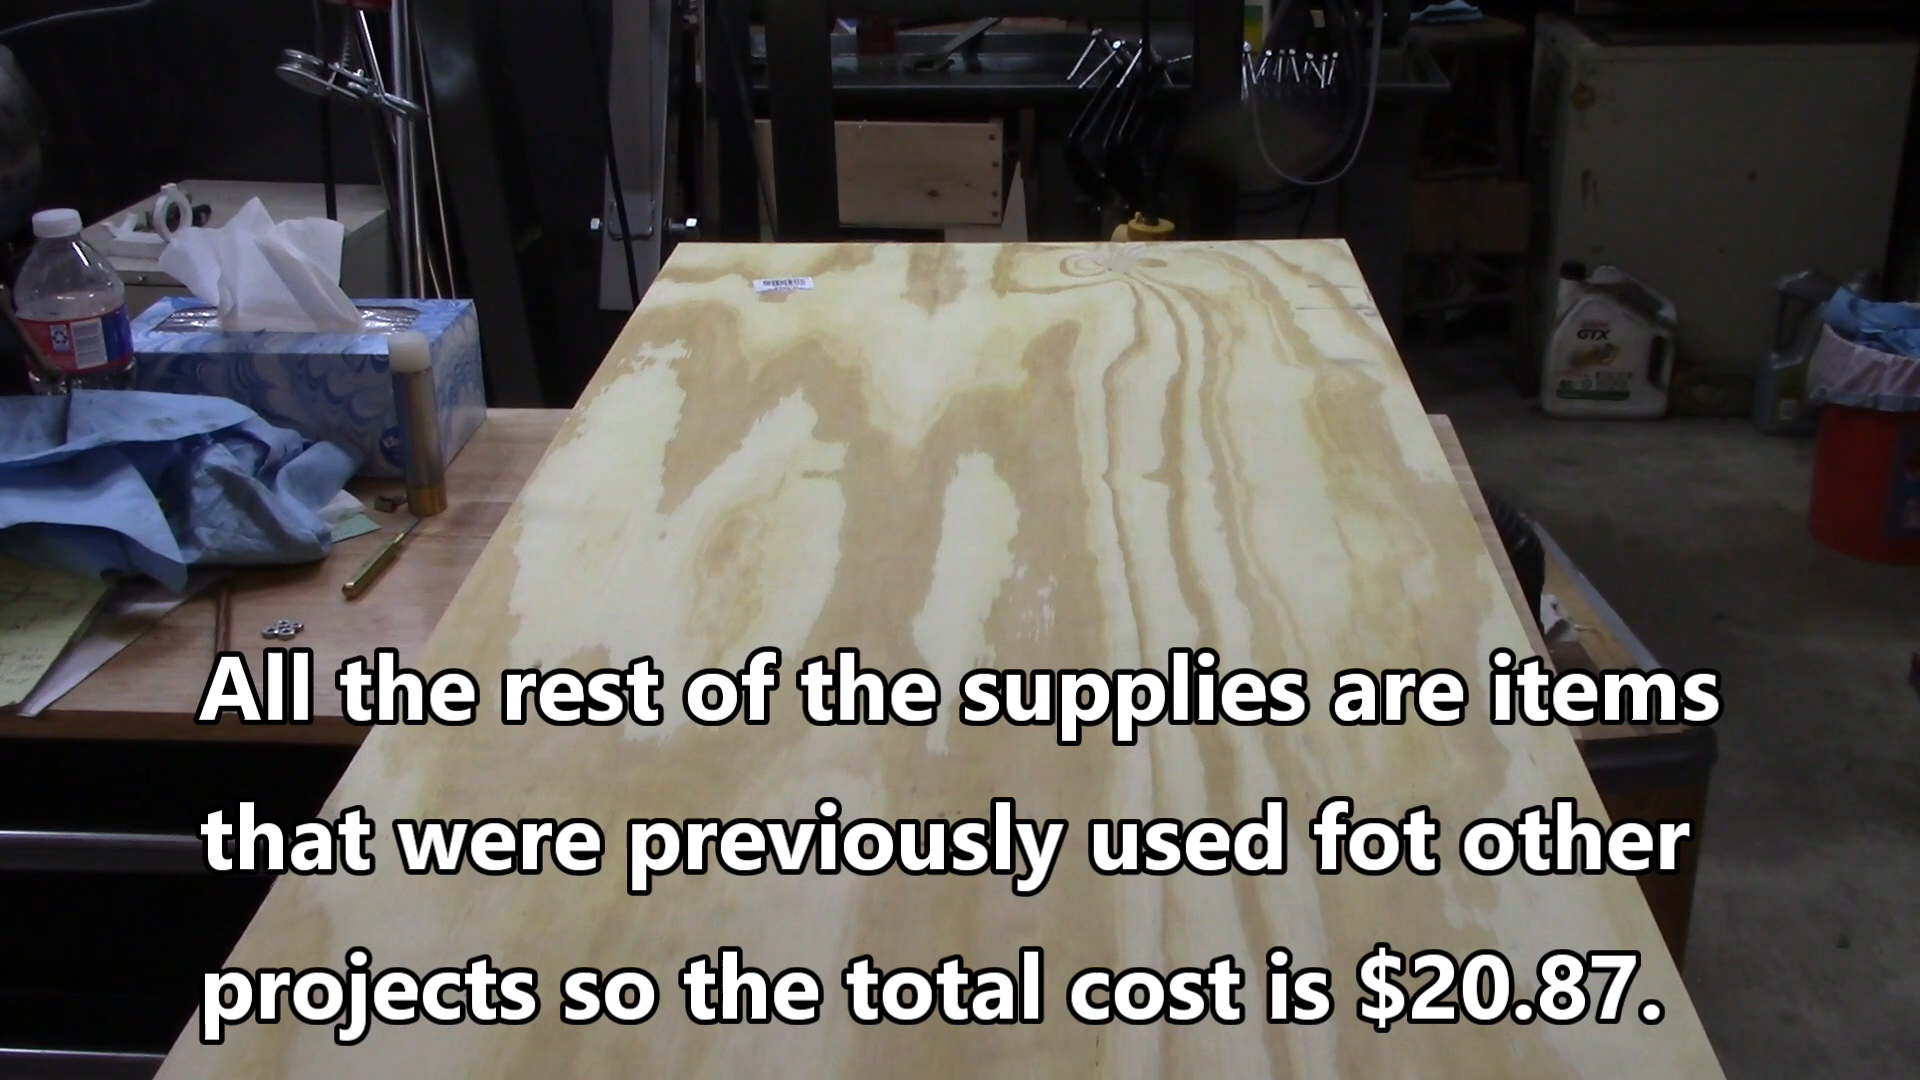 GTX
All the rest of the supplies are items
that were previously used fot other
projects so the total cost is $20.87.